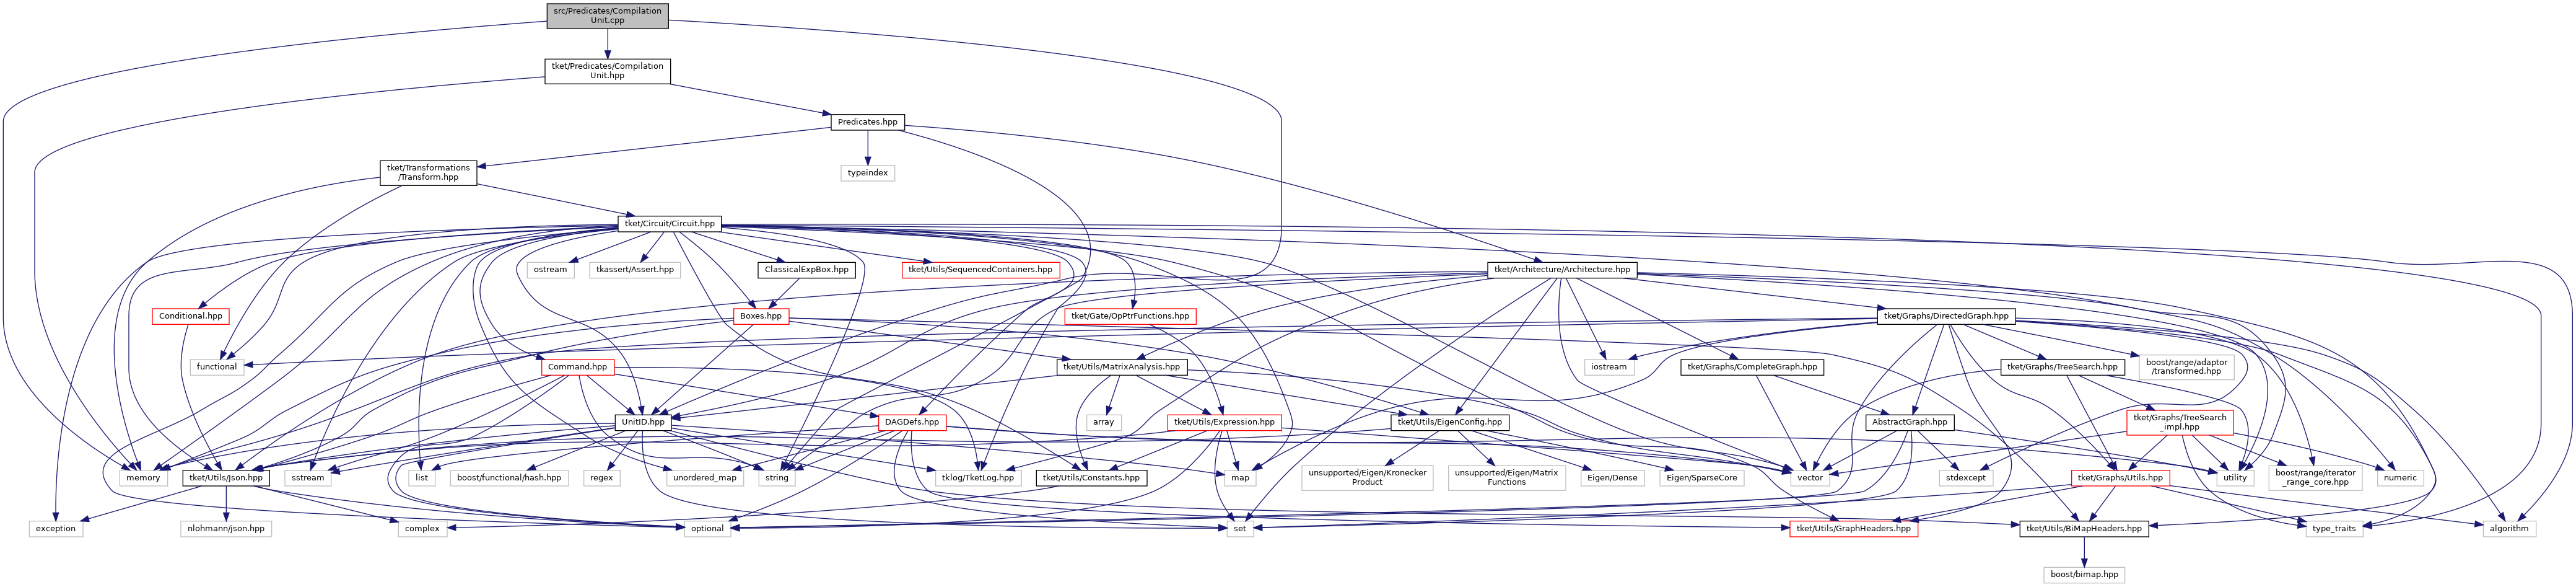 src/Predicates/Compilation
Unit.cpp
tket/Predicates/Compilation
Unit.hpp
Predicates.hpp
tket/Transformations
/Transform.hpp
typeindex
tket/Circuit/Circuit.hpp
ostream
tkassert/Assert.hpp
ClassicalExpBox.hpp
tket/Utils/SequencedContainers.hpp
tket/Architecture/Architecture.hpp
Conditional.hpp
Boxes.hpp
tket/Gate/OpPtrFunctions.hpp
tket/Graphs/DirectedGraph.hpp
functional
Command.hpp
tket/Utils/MatrixAnalysis.hpp
iostream
tket/Graphs/CompleteGraph.hpp
tket/Graphs/TreeSearch.hpp
boost/range/adaptor
/transformed.hpp
UnitID.hpp
DAGDefs.hpp
array
tket/Utils/Expression.hpp
tket/Utils/EigenConfig.hpp
AbstractGraph.hpp
tket/Graphs/TreeSearch
_impl.hpp
memory
tket/Utils/Json.hpp
sstream
list
boost/functional/hash.hpp
regex
unordered_map
string
tklog/TketLog.hpp
tket/Utils/Constants.hpp
map
unsupported/Eigen/Kronecker
Product
unsupported/Eigen/Matrix
Functions
Eigen/Dense
Eigen/SparseCore
vector
stdexcept
tket/Graphs/Utils.hpp
utility
boost/range/iterator
_range_core.hpp
numeric
exception
nlohmann/json.hpp
complex
optional
set
tket/Utils/GraphHeaders.hpp
tket/Utils/BiMapHeaders.hpp
type_traits
algorithm
boost/bimap.hpp